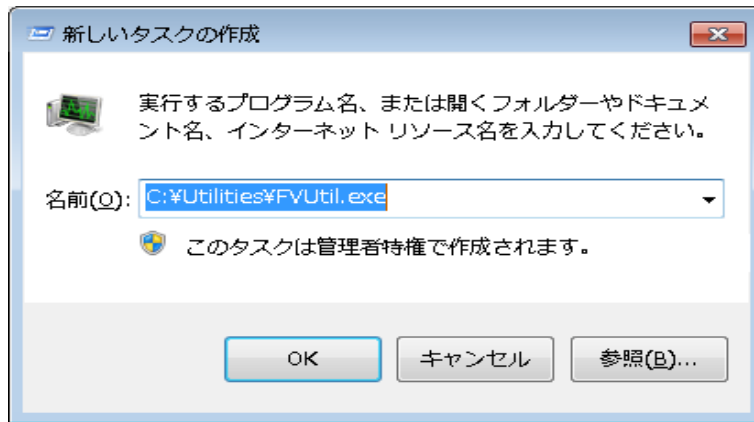 新しいタスクの作成
実行するプログラム名、または開くフォルダーやドキュメ
ント名、インターネット リソース名を入力してください。
名前(O): C:¥Utilities¥FVUtil.exe
このタスクは管理者特権で作成されます。
OK キャンセル 参照(B)...